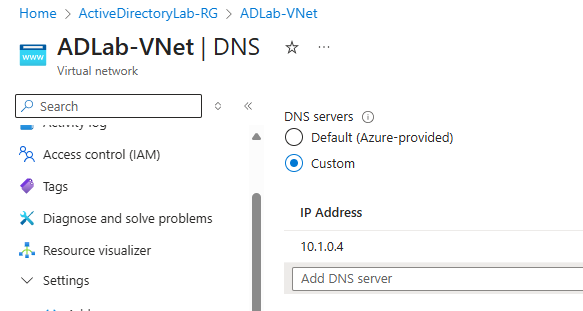 Home > ActiveDirectoryLab-RG > ADLab-VNet
WWW
ADLab-VNet | DNS
Virtual network
Search
Activity log
Access control (IAM)
Tags
Diagnose and solve problems
Resource visualizer
Settings
DNS servers
Default (Azure-provided)
Custom
IP Address
10.1.0.4
Add DNS server